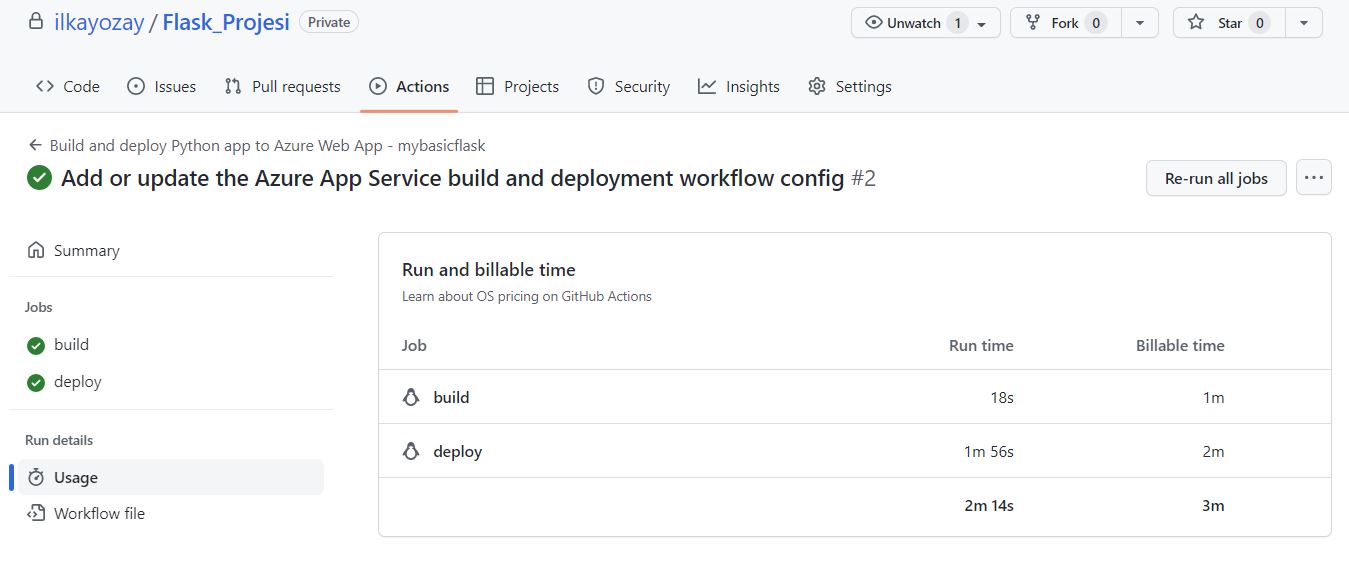 ilkayozay / Flask_Projesi Private Unwatch 1 Fork 0 Star 0
Code Issues Pull requests Actions Projects Security Insights Settings
Build and deploy Python app to Azure Web App - mybasicflask
Add or update the Azure App Service build and deployment workflow config #2
Re-run all jobs ...
Summary
Jobs
build
deploy
Run details
Usage
Workflow file
Run and billable time
Learn about OS pricing on GitHub Actions
Job Run time Billable time
build 18s 1m
deploy 1m 56s 2m
2m 14s 3m